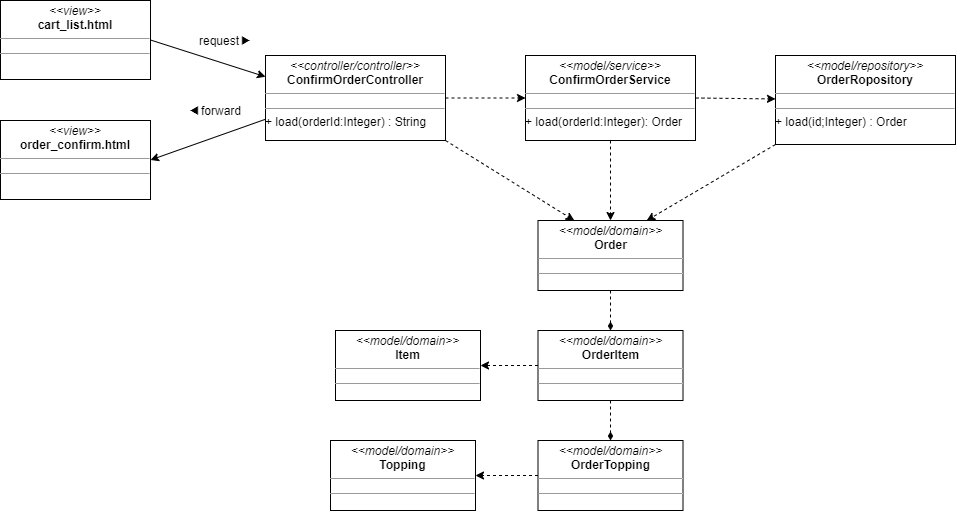 <<view>>
cart_list.html
request ▶
<<controller/controller>>
ConfirmOrderController
+ load(orderId:Integer) : String
<<model/service>>
ConfirmOrderService
+ load(orderId:Integer): Order
<<model/repository>>
OrderRopository
+ load(id;Integer) : Order
◀ forward
<<view>>
order_confirm.html
<<model/domain>>
Order
<<model/domain>>
Item
<<model/domain>>
OrderItem
<<model/domain>>
Topping
<<model/domain>>
OrderTopping